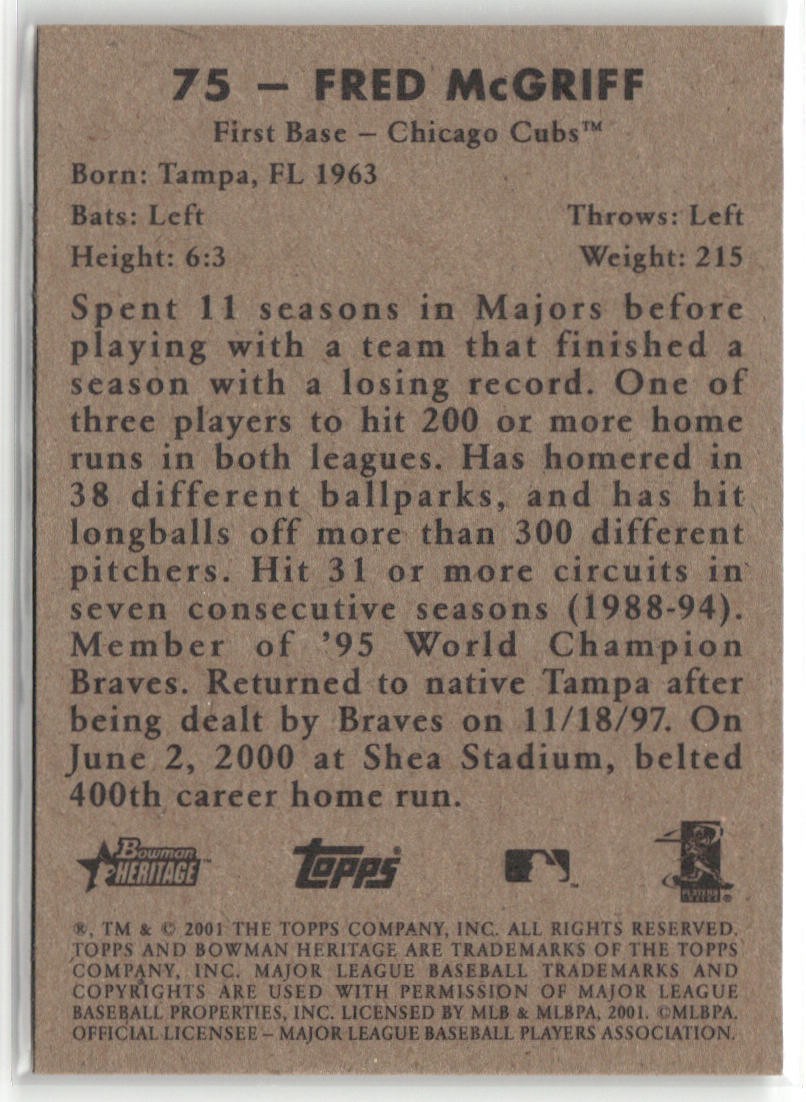 75 – FRED McGRIFF
First Base – Chicago Cubs™
Born: Tampa, FL 1963
Bats: Left Throws: Left
Height: 6:3 Weight: 215
Spent 11 seasons in Majors before
playing with a team that finished a
season with a losing record. One of
three players to hit 200 or more home
runs in both leagues. Has homered in
38 different ballparks, and has hit
longballs off more than 300 different
pitchers. Hit 31 or more circuits in
seven consecutive seasons (1988-94).
Member of '95 World Champion
Braves. Returned to native Tampa after
being dealt by Braves on 11/18/97. On
June 2, 2000 at Shea Stadium, belted
400th career home run.
Bowman HERITAGE™ Topps® ™ PLAYERS CHOICE®
®, TM & © 2001 THE TOPPS COMPANY, INC. ALL RIGHTS RESERVED.
TOPPS AND BOWMAN HERITAGE ARE TRADEMARKS OF THE TOPPS
COMPANY, INC. MAJOR LEAGUE BASEBALL TRADEMARKS AND
COPYRIGHTS ARE USED WITH PERMISSION OF MAJOR LEAGUE
BASEBALL PROPERTIES, INC. LICENSED BY MLB & MLBPA, 2001. ©MLBPA.
OFFICIAL LICENSEE – MAJOR LEAGUE BASEBALL PLAYERS ASSOCIATION.